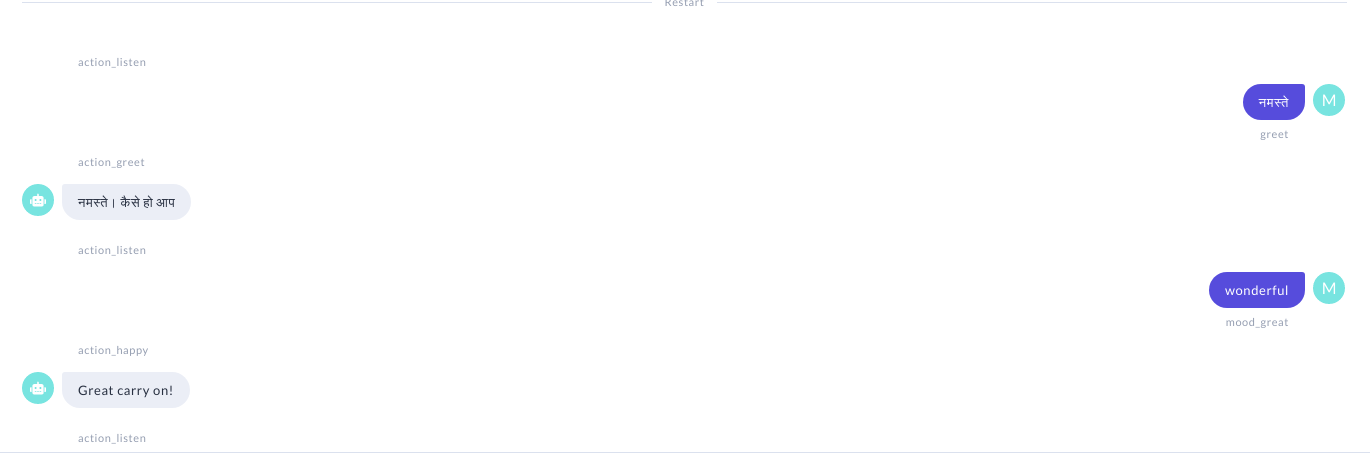 Restart
action_listen
नमस्ते
M
greet
action_greet
नमस्ते। कैसे हो आप
action_listen
wonderful
M
mood_great
action_happy
Great carry on!
action_listen